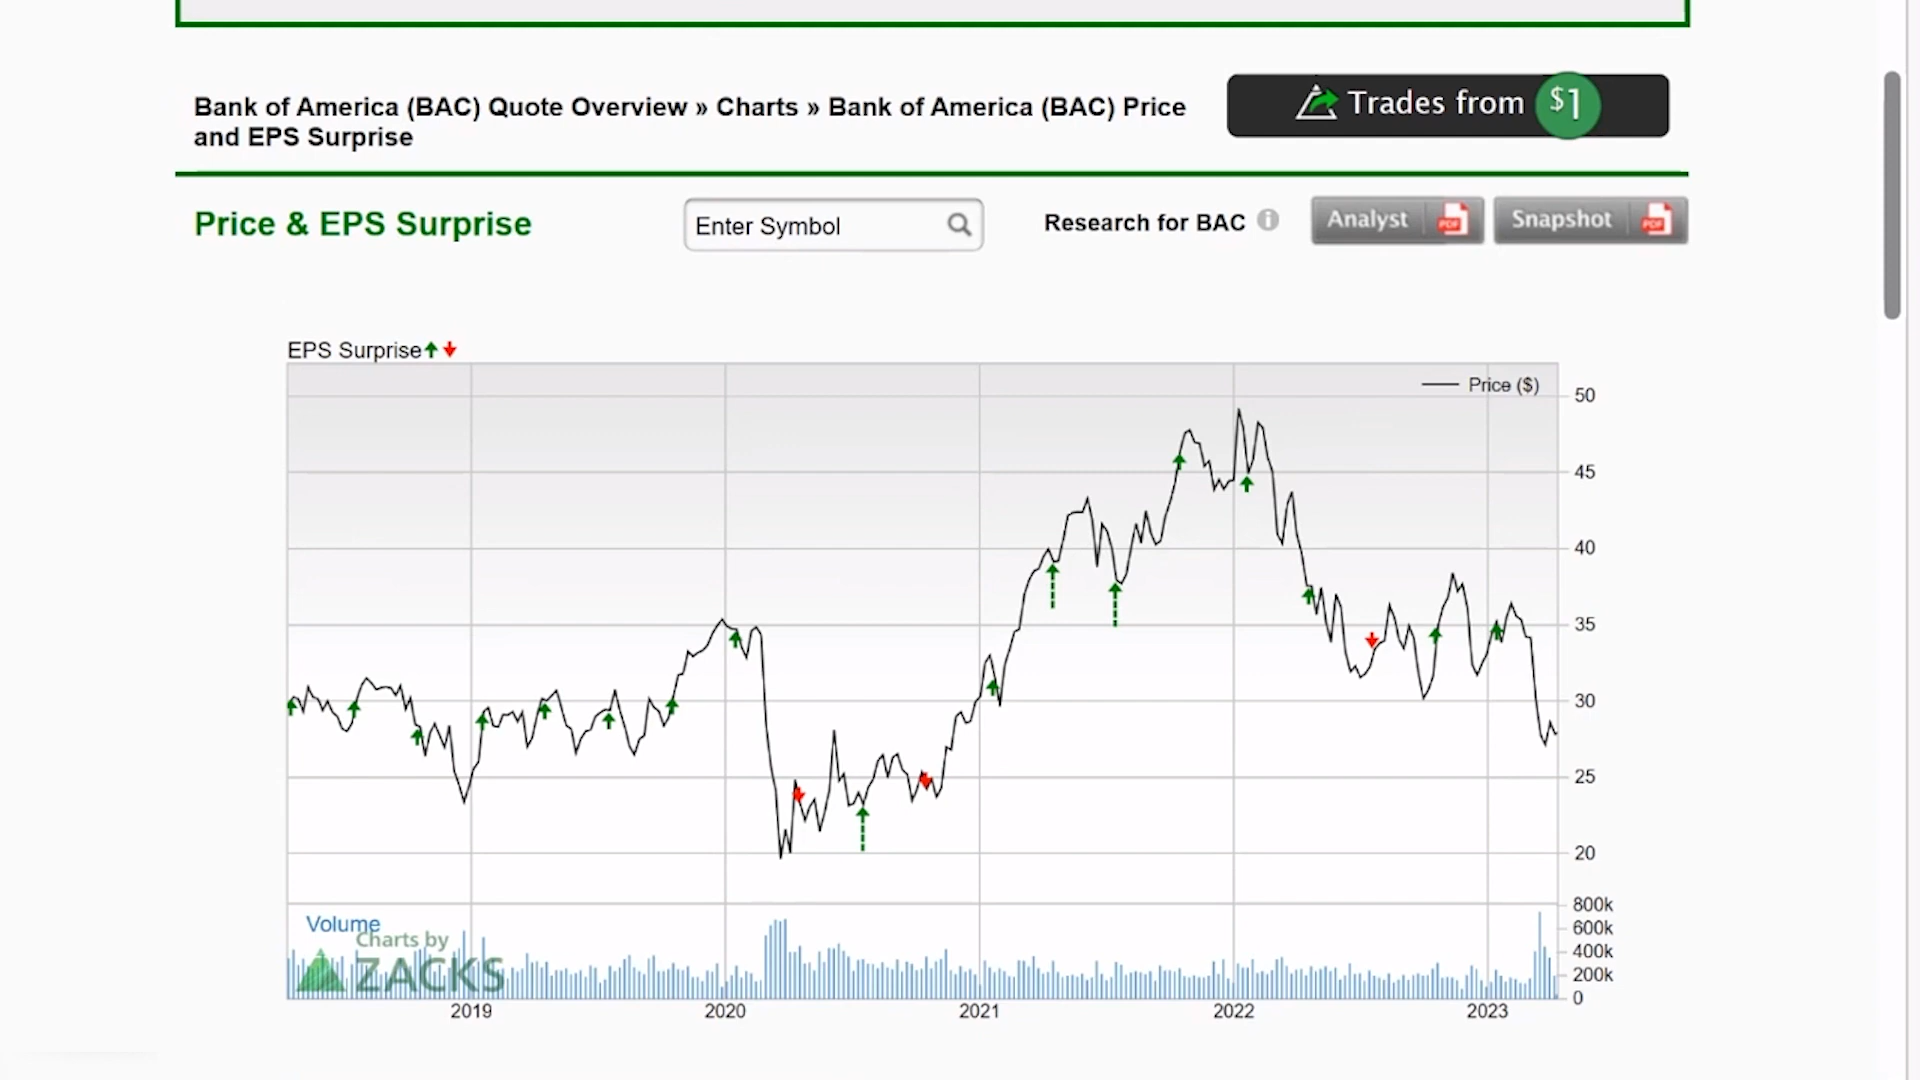 Bank of America (BAC) Quote Overview » Charts » Bank of America (BAC) Price
and EPS Surprise
Trades from $1
Price & EPS Surprise
Enter Symbol
Research for BAC
i
Analyst
PDF
Snapshot
PDF
EPS Surprise
Price ($)
50
45
40
35
30
25
20
800k
600k
400k
200k
0
Volume
Charts by
ZACKS
2019
2020
2021
2022
2023